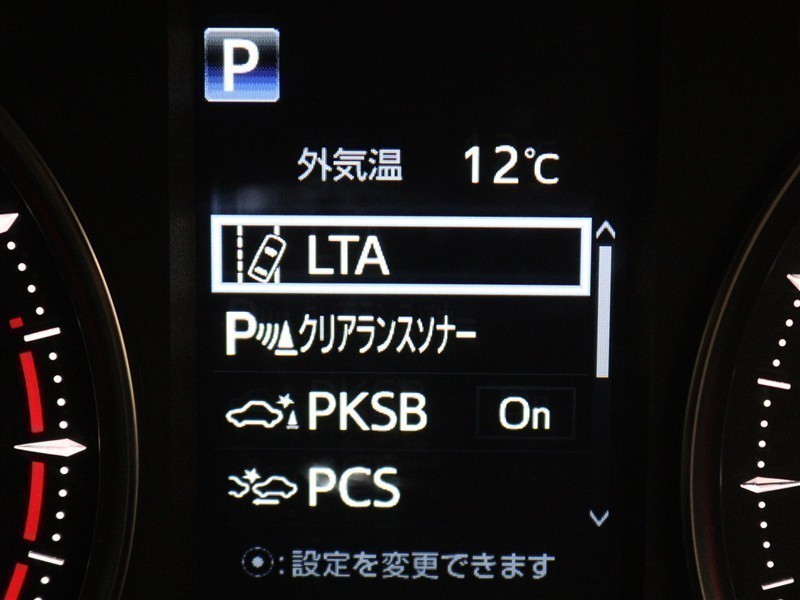 P
外気温 12℃
LTA
Pクリアランスソナー
PKSB On
PCS
:設定を変更できます